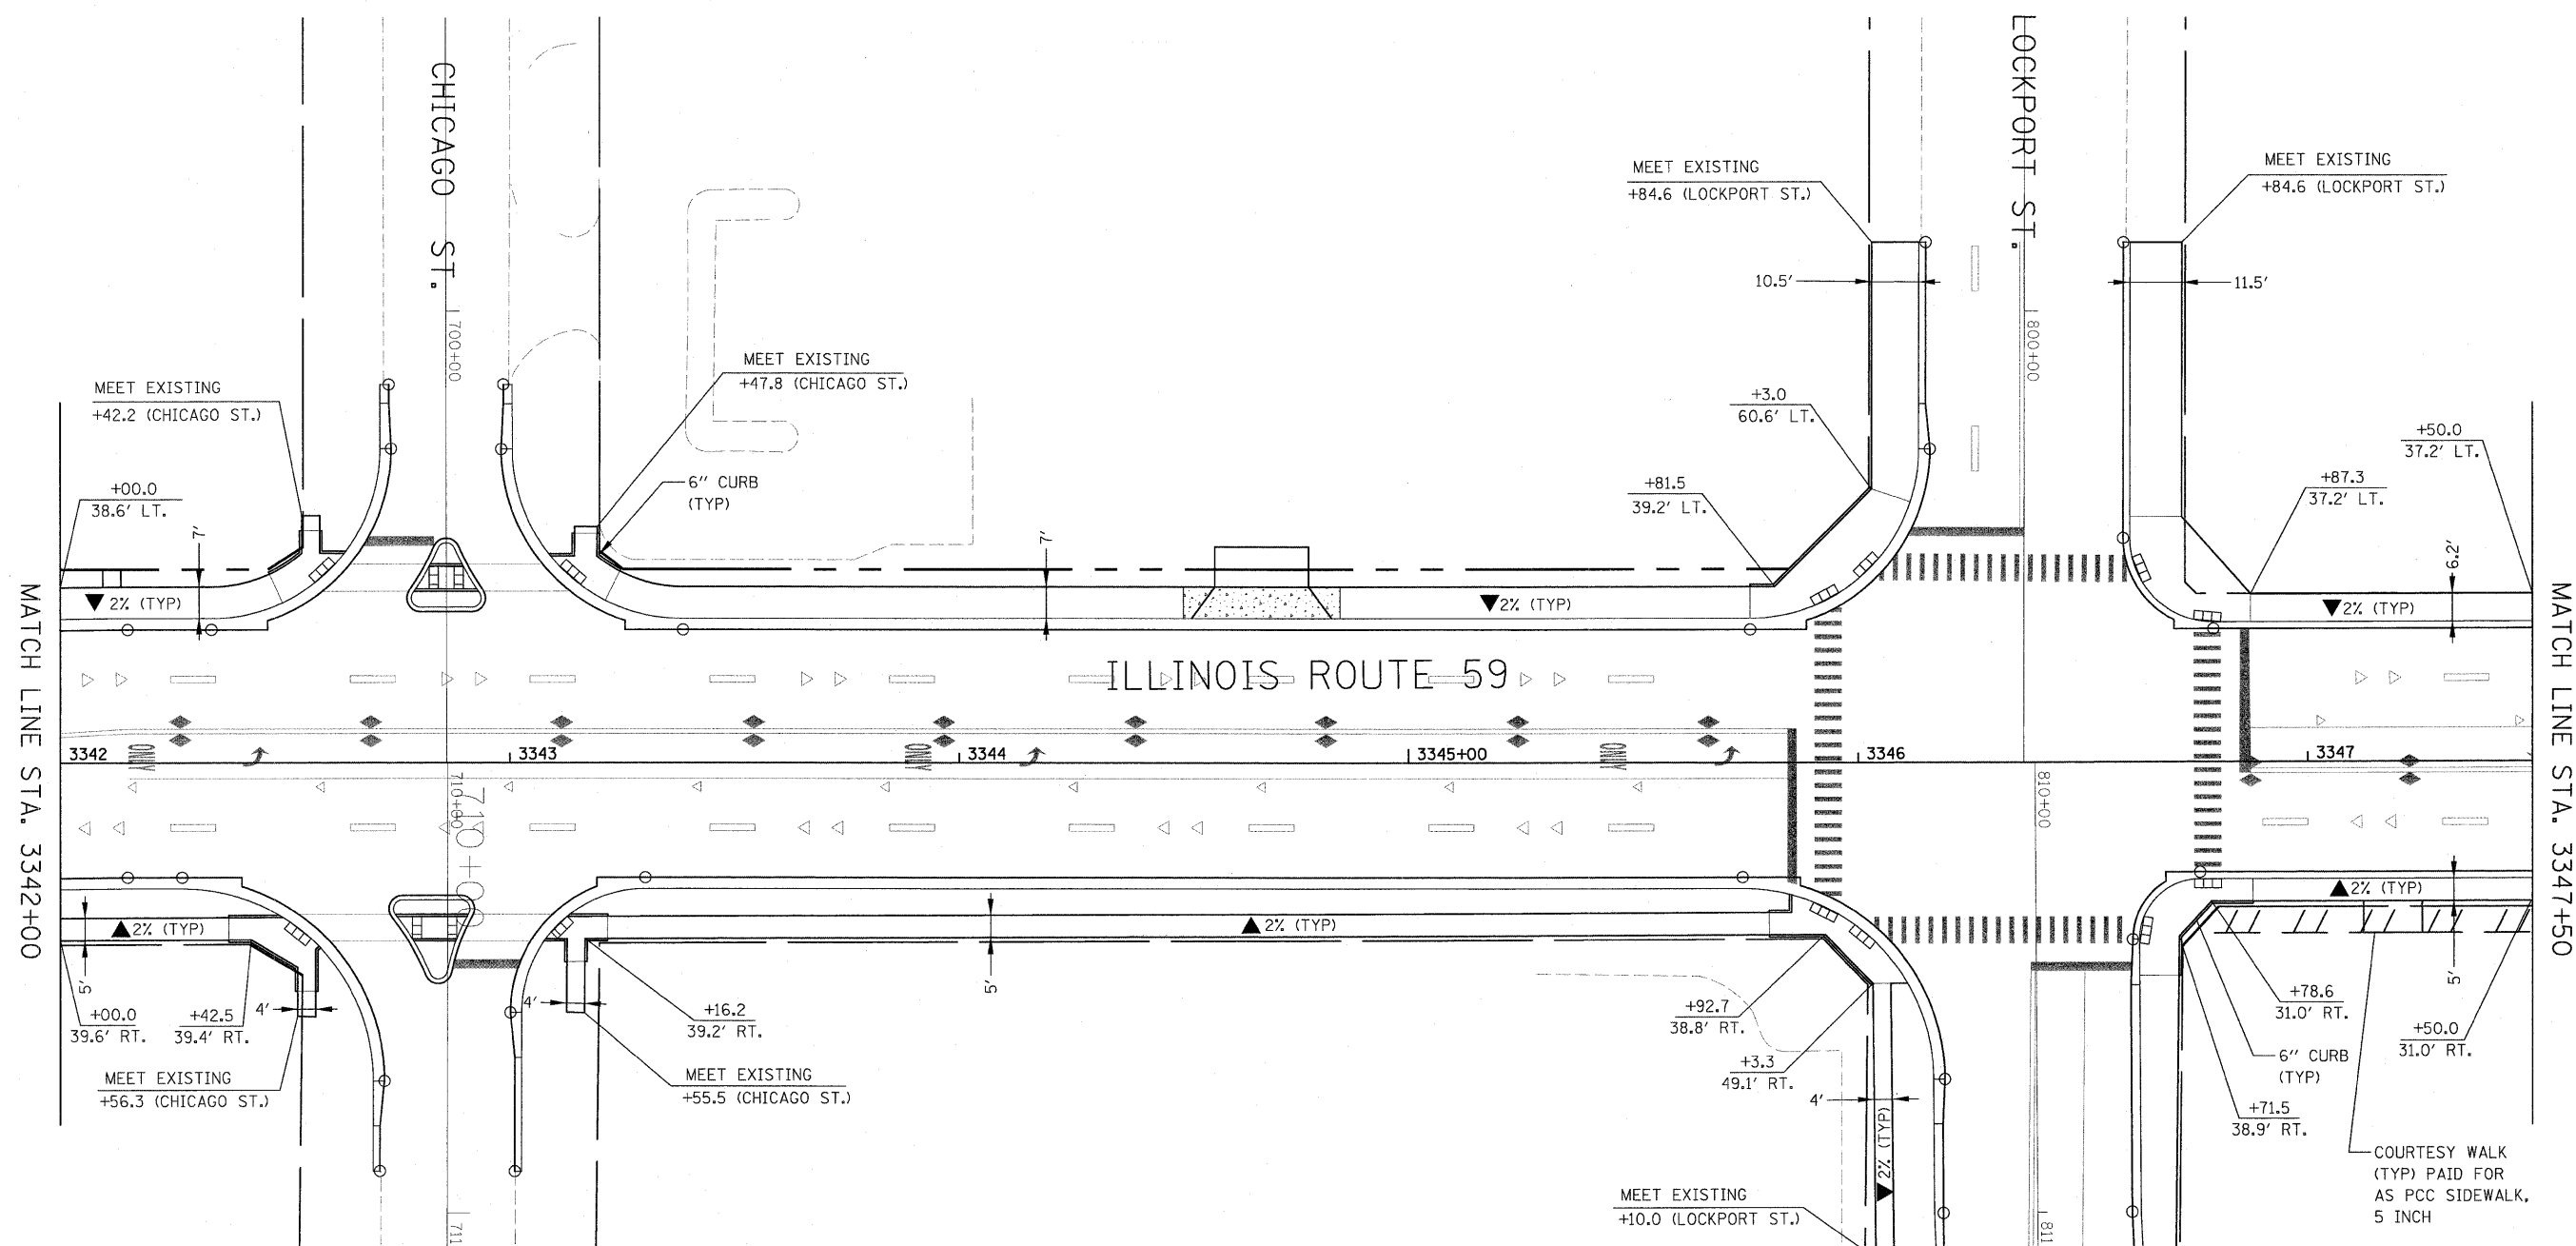 CHICAGO ST.
LOCKPORT ST.
MEET EXISTING
+84.6 (LOCKPORT ST.)
MEET EXISTING
+84.6 (LOCKPORT ST.)
10.5'
11.5'
700+00
800+00
MEET EXISTING
+42.2 (CHICAGO ST.)
MEET EXISTING
+47.8 (CHICAGO ST.)
6" CURB
(TYP)
+00.0
38.6' LT.
+3.0
60.6' LT.
+81.5
39.2' LT.
+50.0
37.2' LT.
+87.3
37.2' LT.
7'
7'
6.2'
2% (TYP)
2% (TYP)
2% (TYP)
MATCH LINE STA. 3342+00
MATCH LINE STA. 3347+50
ILLINOIS ROUTE 59
3342
ONLY
3343
ONLY
3344
3345+00
ONLY
3346
3347
710+00
710+00
810+00
2% (TYP)
2% (TYP)
2% (TYP)
5'
5'
5'
+00.0
39.6' RT.
+42.5
39.4' RT.
4'
4'
+16.2
39.2' RT.
MEET EXISTING
+56.3 (CHICAGO ST.)
MEET EXISTING
+55.5 (CHICAGO ST.)
+92.7
38.8' RT.
+3.3
49.1' RT.
4'
2% (TYP)
+78.6
31.0' RT.
+50.0
31.0' RT.
6" CURB
(TYP)
+71.5
38.9' RT.
COURTESY WALK
(TYP) PAID FOR
AS PCC SIDEWALK,
5 INCH
MEET EXISTING
+10.0 (LOCKPORT ST.)
711
811